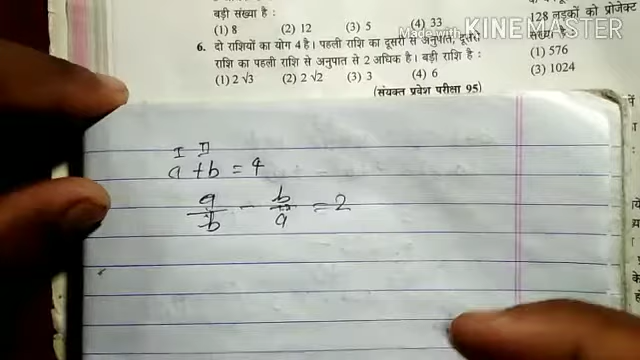 बड़ी संख्या है :
(1) 8 (2) 12 (3) 5 (4) 33
6. दो राशियों का योग 4 है। पहली राशि का दूसरी से अनुपात, दूसरी
राशि का पहली राशि से अनुपात से 2 अधिक है। बड़ी राशि है :
(1) 2 √3 (2) 2 √2 (3) 3 (4) 6
(संयक्त प्रवेश परीक्षा 95)
128 लड़कों को प्रोजेक्ट
संख्या है :
(1) 576
(3) 1024
Made with KINEMASTER
I II
a + b = 4
a/b - b/a = 2